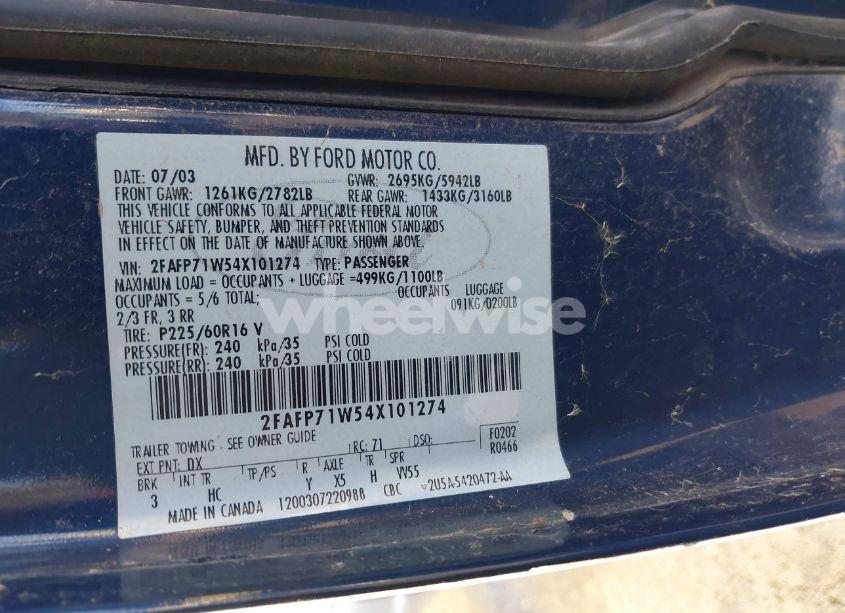 MFD. BY FORD MOTOR CO.
DATE: 07/03 GVWR: 2695KG/5942LB
FRONT GAWR: 1261KG/2782LB REAR GAWR: 1433KG/3160LB
THIS VEHICLE CONFORMS TO ALL APPLICABLE FEDERAL MOTOR
VEHICLE SAFETY, BUMPER, AND THEFT PREVENTION STANDARDS
IN EFFECT ON THE DATE OF MANUFACTURE SHOWN ABOVE.
VIN: 2FAFP71W54X101274 TYPE: PASSENGER
MAXIMUM LOAD = OCCUPANTS + LUGGAGE =499KG/1100LB
OCCUPANTS = 5/6 TOTAL; OCCUPANTS LUGGAGE
2/3 FR, 3 RR 091KG/0200LB
wheelwise
TIRE: P225/60R16 V
PRESSURE(FR): 240 kPa/35 PSI COLD
PRESSURE(RR): 240 kPa/35 PSI COLD
2FAFP71W54X101274
TRAILER TOWING - SEE OWNER GUIDE
EXT PNT: DX RC: 71 DSO: F0202
R0466
BRK INT TR TP/PS R AXLE TR SPR
3 HC Y X5 H VV55
MADE IN CANADA 1200307220988 CBC 2U5A-5420472-AA